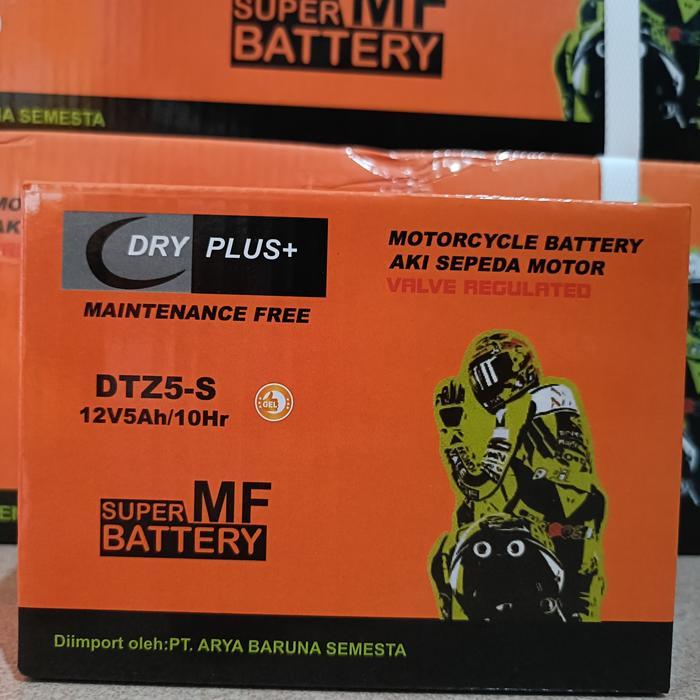 SUPER MF
BATTERY
SEMESTA
DRY PLUS+
MAINTENANCE FREE
MOTORCYCLE BATTERY
AKI SEPEDA MOTOR
VALVE REGULATED
DTZ5-S
12V5Ah/10Hr
GEL
SUPER MF
BATTERY
Diimport oleh:PT. ARYA BARUNA SEMESTA